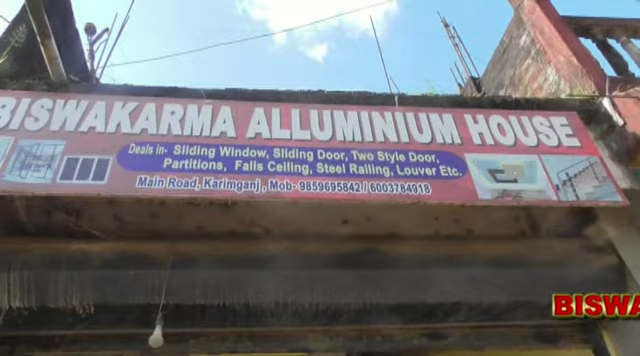 BISWAKARMA ALLUMINIUM HOUSE
Deals in- Sliding Window, Sliding Door, Two Style Door,
Partitions, Falls Ceiling, Steel Railing, Louver Etc.
Main Road, Karimganj, Mob- 9859695842 / 6003784918
BISWA